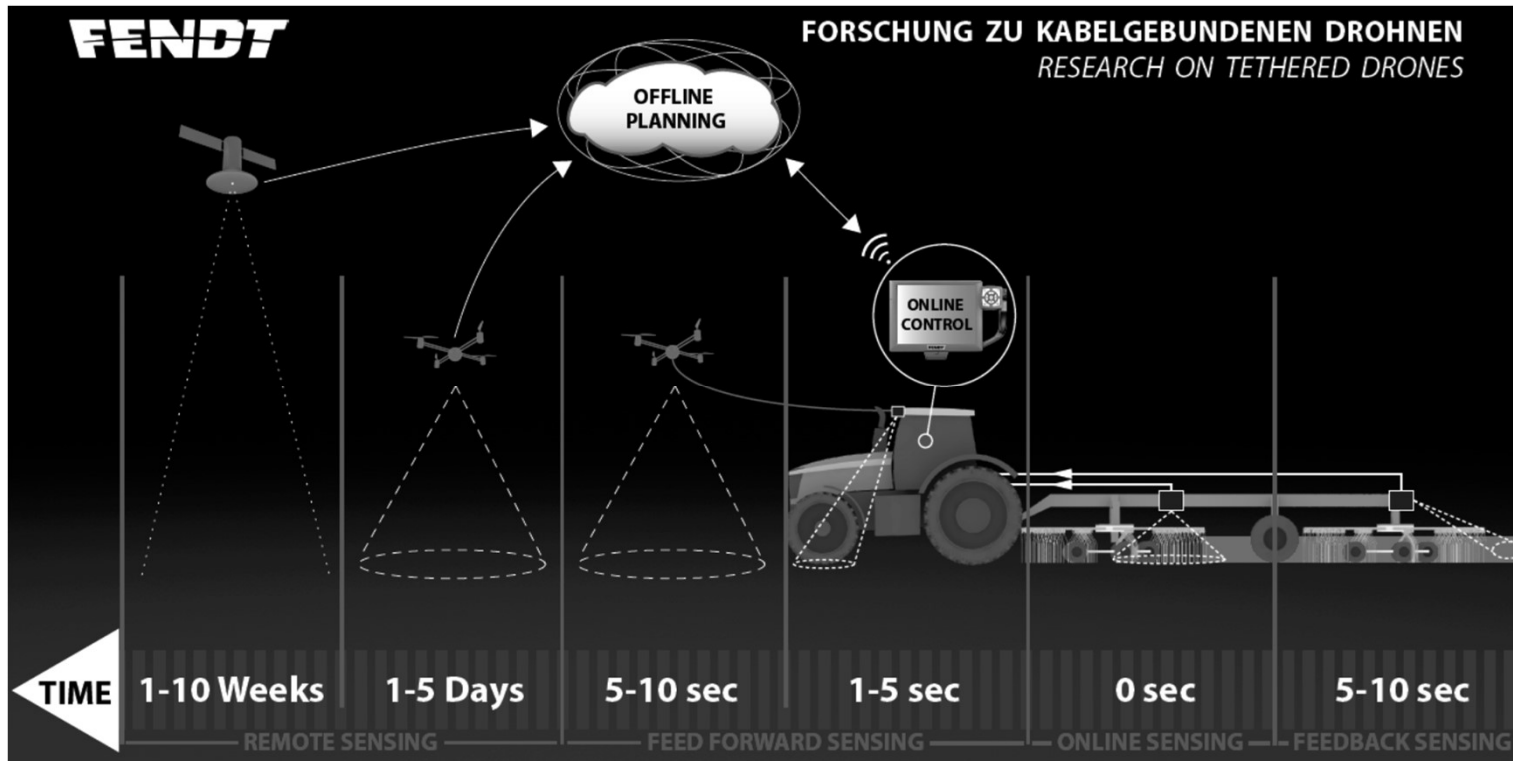 FENDT
FORSCHUNG ZU KABELGEBUNDENEN DROHNEN
RESEARCH ON TETHERED DRONES
OFFLINE
PLANNING
ONLINE
CONTROL
FENDT
TIME
1-10 Weeks
1-5 Days
5-10 sec
1-5 sec
0 sec
5-10 sec
REMOTE SENSING
FEED FORWARD SENSING
ONLINE SENSING
FEEDBACK SENSING